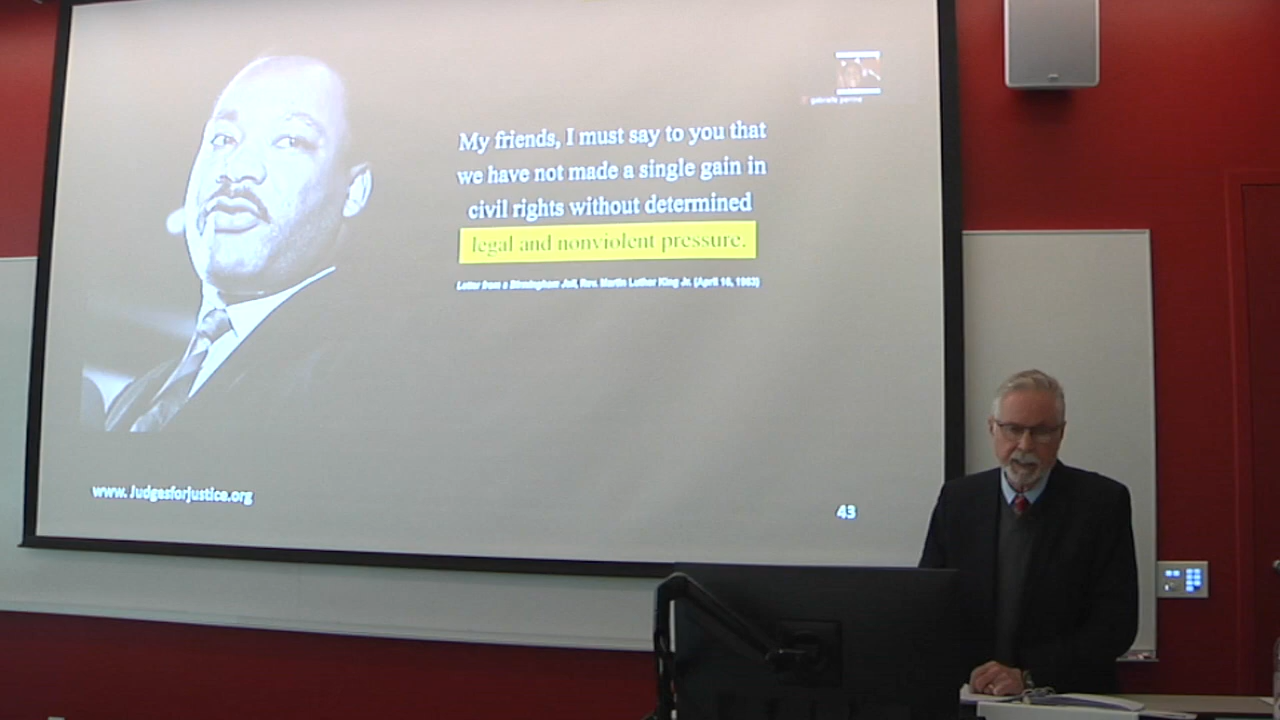 My friends, I must say to you that
we have not made a single gain in
civil rights without determined
legal and nonviolent pressure.
Letter from a Birmingham Jail, Rev. Martin Luther King Jr. (April 16, 1963)
www.Judgesforjustice.org
43